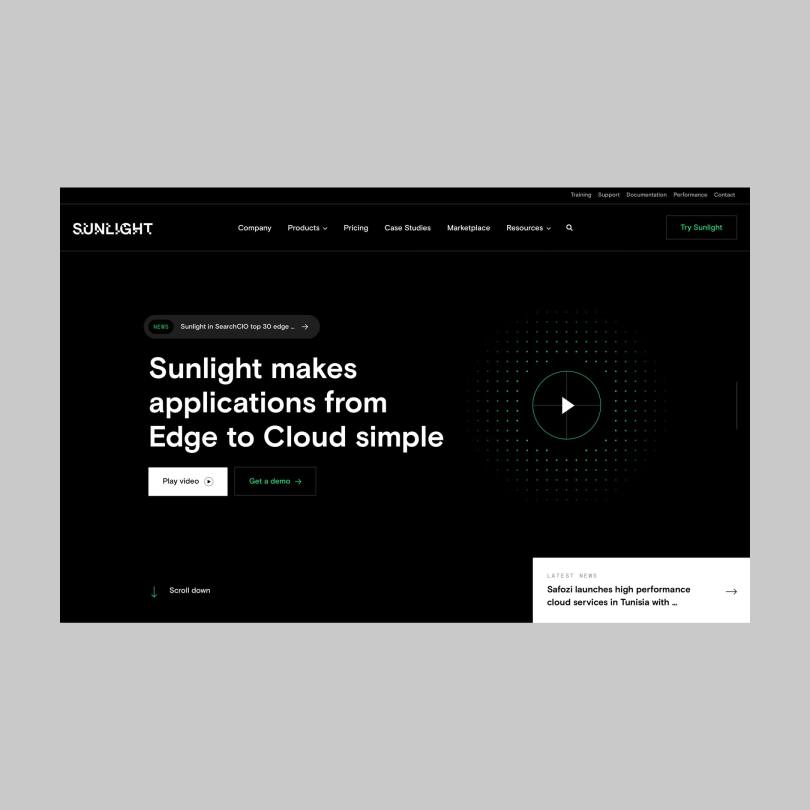 Training Support Documentation Performance Contact
SUNLIGHT Company Products Pricing Case Studies Marketplace Resources Try Sunlight
NEWS Sunlight in SearchCIO top 30 edge ...
Sunlight makes
applications from
Edge to Cloud simple
Play video Get a demo
Scroll down
LATEST NEWS
Safozi launches high performance
cloud services in Tunisia with ...